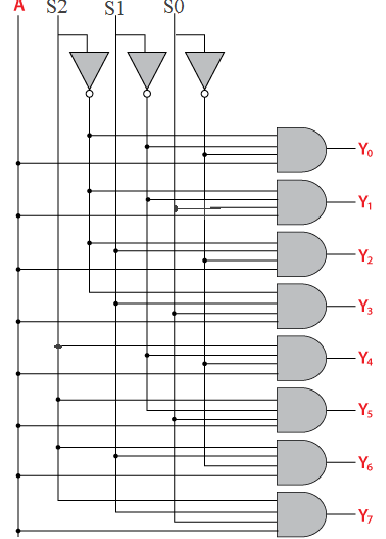 A S2 S1 S0
Y₀
Y₁
Y₂
Y₃
Y₄
Y₅
Y₆
Y₇